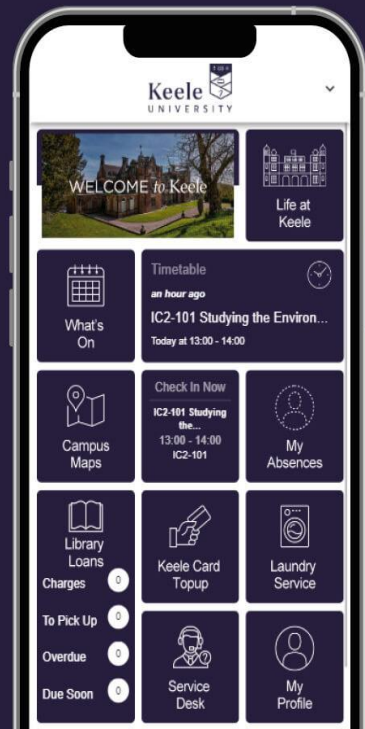 Keele
UNIVERSITY
WELCOME to Keele
Life at
Keele
What's
On
Timetable
an hour ago
IC2-101 Studying the Environ...
Today at 13:00 - 14:00
Campus
Maps
Check In Now
IC2-101 Studying
the...
13:00 - 14:00
IC2-101
My
Absences
Library
Loans
Charges 0
To Pick Up 0
Overdue 0
Due Soon 0
Keele Card
Topup
Laundry
Service
Service
Desk
My
Profile